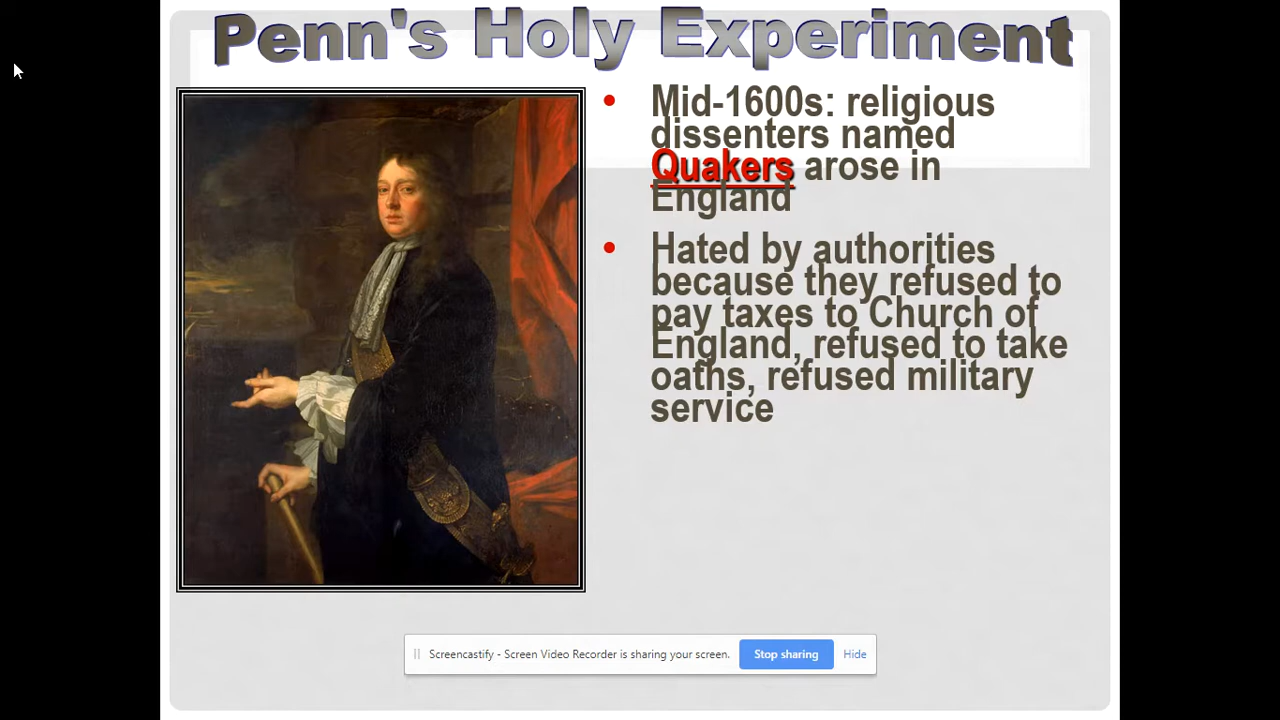 Penn's Holy Experiment
Mid-1600s: religious
dissenters named
Quakers arose in
England
Hated by authorities
because they refused to
pay taxes to Church of
England, refused to take
oaths, refused military
service
Screencastify - Screen Video Recorder is sharing your screen.
Stop sharing
Hide